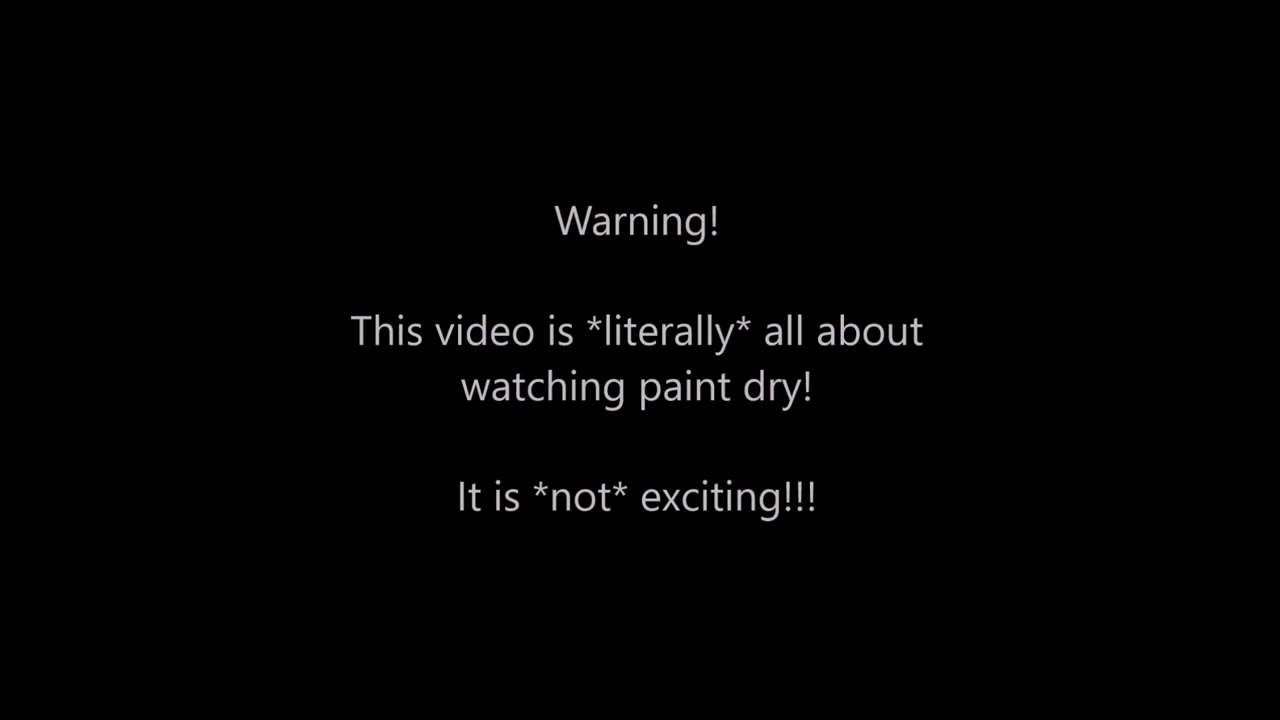 Warning!
This video is *literally* all about
watching paint dry!
It is *not* exciting!!!